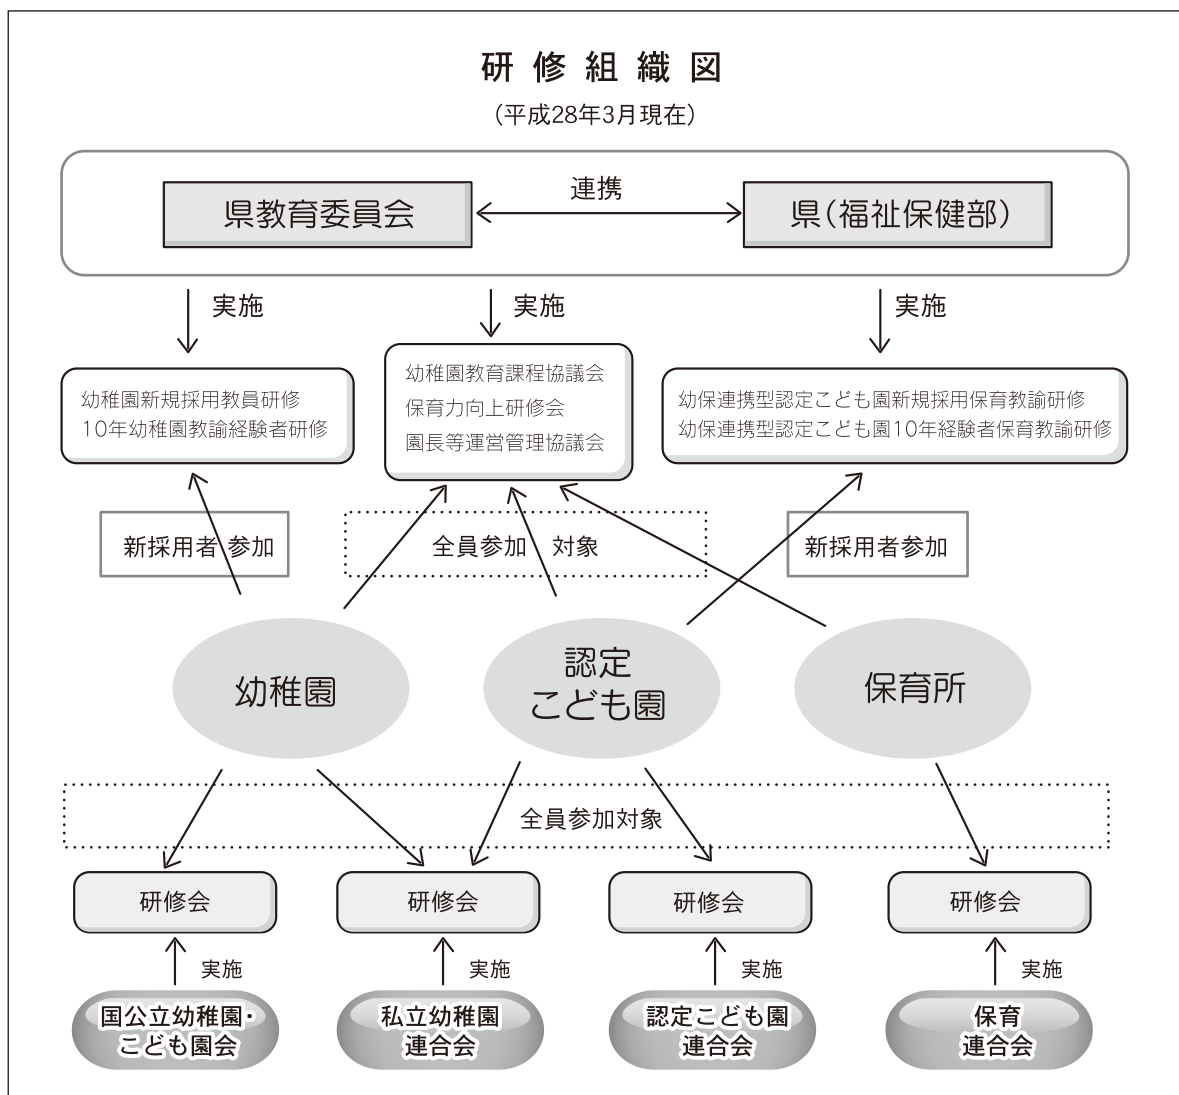 研修組織図
(平成28年3月現在)
県教育委員会
連携
県(福祉保健部)
実施
実施
実施
幼稚園新規採用教員研修
10年幼稚園教諭経験者研修
幼稚園教育課程協議会
保育力向上研修会
園長等運営管理協議会
幼保連携型認定こども園新規採用保育教諭研修
幼保連携型認定こども園10年経験者保育教諭研修
新採用者 参加
全員参加 対象
新採用者参加
幼稚園
認定
こども園
保育所
全員参加対象
研修会
研修会
研修会
研修会
実施
実施
実施
実施
国公立幼稚園・
こども園会
私立幼稚園
連合会
認定こども園
連合会
保育
連合会